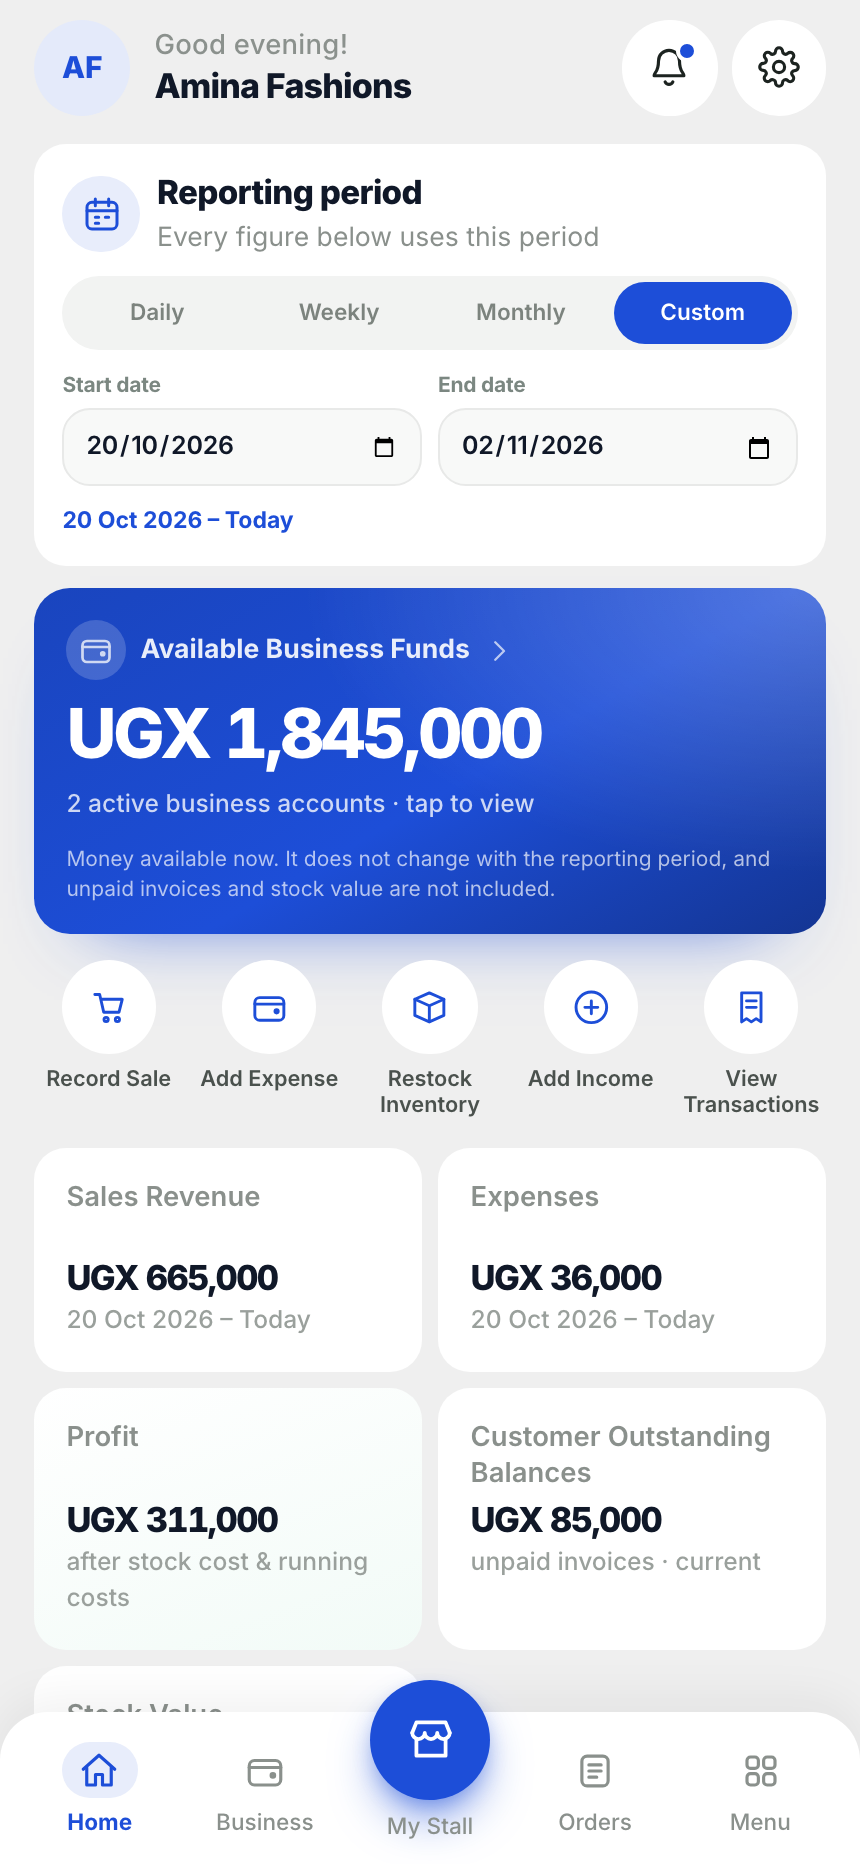 AF
Good evening!
Amina Fashions
Reporting period
Every figure below uses this period
Daily
Weekly
Monthly
Custom
Start date
End date
20/10/2026
02/11/2026
20 Oct 2026 – Today
Available Business Funds
UGX 1,845,000
2 active business accounts · tap to view
Money available now. It does not change with the reporting period, and
unpaid invoices and stock value are not included.
Record Sale
Add Expense
Restock
Inventory
Add Income
View
Transactions
Sales Revenue
UGX 665,000
20 Oct 2026 – Today
Expenses
UGX 36,000
20 Oct 2026 – Today
Profit
UGX 311,000
after stock cost & running
costs
Customer Outstanding
Balances
UGX 85,000
unpaid invoices · current
Stock Value
Home
Business
My Stall
Orders
Menu